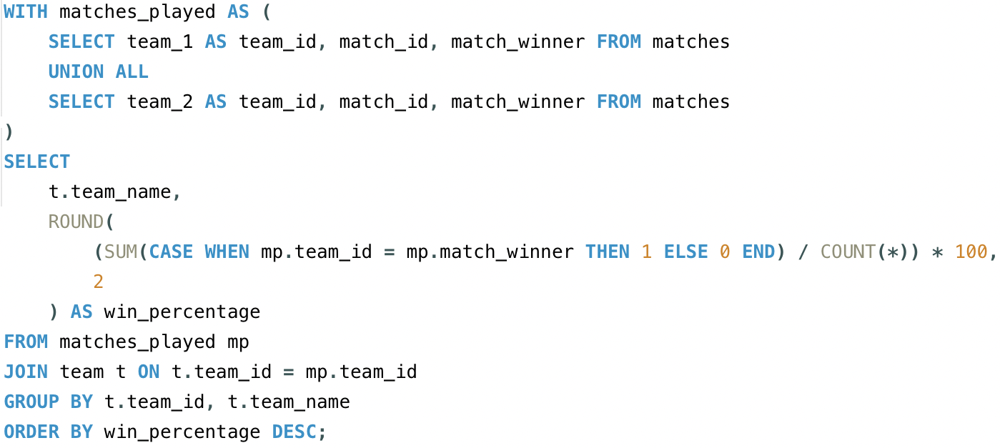 WITH matches_played AS (
    SELECT team_1 AS team_id, match_id, match_winner FROM matches
    UNION ALL
    SELECT team_2 AS team_id, match_id, match_winner FROM matches
)
SELECT
    t.team_name,
    ROUND(
        (SUM(CASE WHEN mp.team_id = mp.match_winner THEN 1 ELSE 0 END) / COUNT(*)) * 100,
        2
    ) AS win_percentage
FROM matches_played mp
JOIN team t ON t.team_id = mp.team_id
GROUP BY t.team_id, t.team_name
ORDER BY win_percentage DESC;